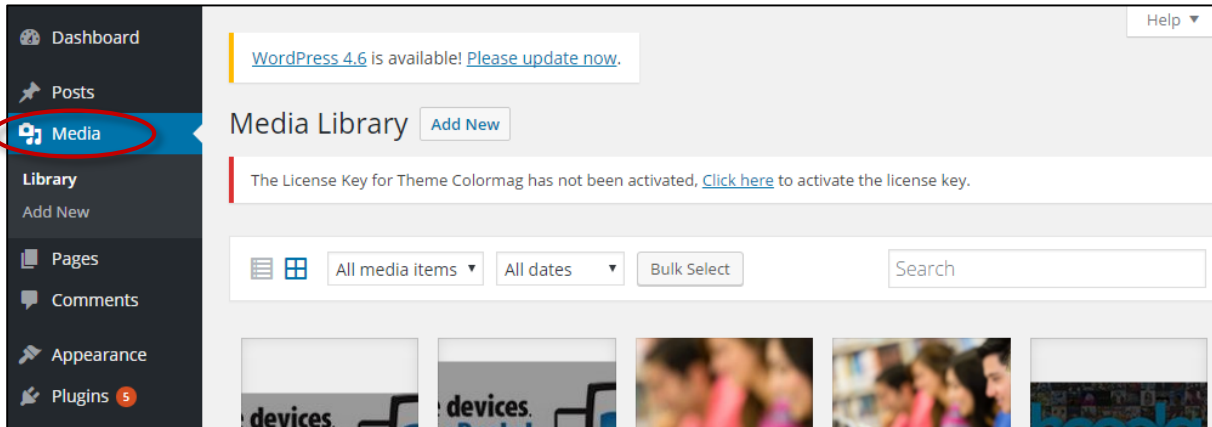 Dashboard
Posts
Media
Library
Add New
Pages
Comments
Appearance
Plugins 5
Help ▼
WordPress 4.6 is available! Please update now.
Media Library Add New
The License Key for Theme Colormag has not been activated, Click here to activate the license key.
All media items ▼ All dates ▼ Bulk Select Search
devices.
devices.